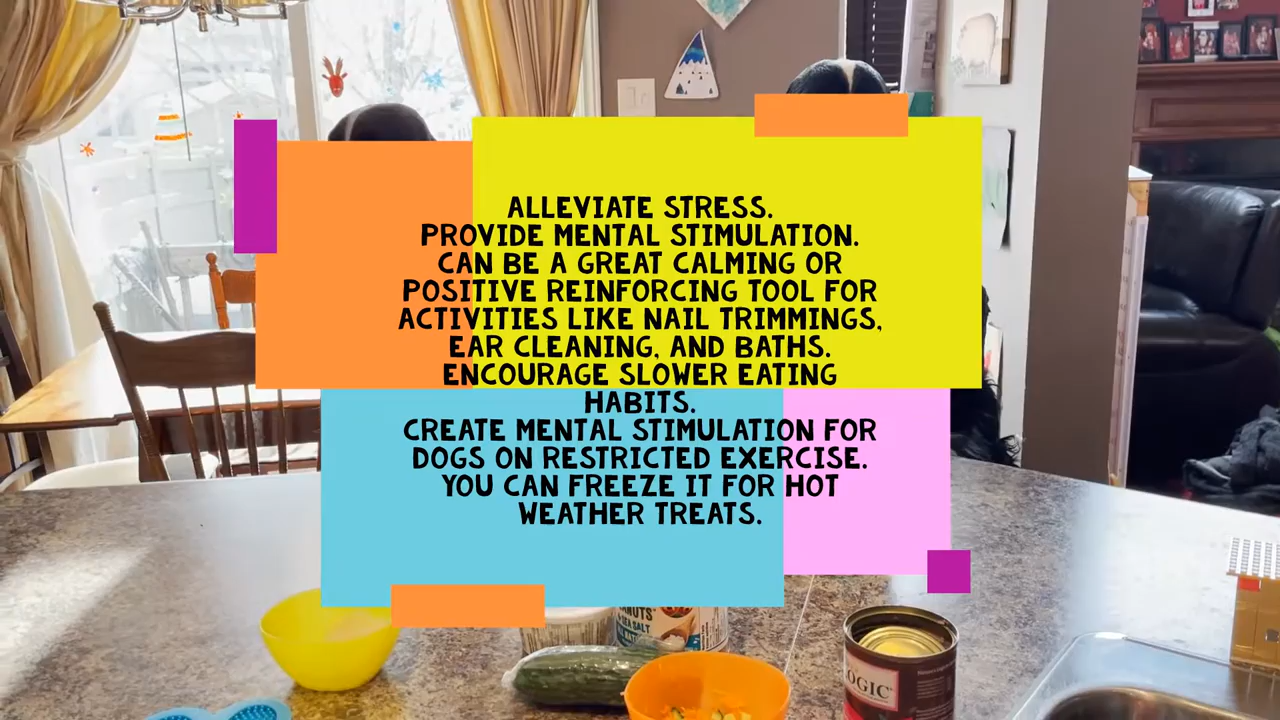 ALLEVIATE STRESS.
PROVIDE MENTAL STIMULATION.
CAN BE A GREAT CALMING OR
POSITIVE REINFORCING TOOL FOR
ACTIVITIES LIKE NAIL TRIMMINGS,
EAR CLEANING, AND BATHS.
ENCOURAGE SLOWER EATING
HABITS.
CREATE MENTAL STIMULATION FOR
DOGS ON RESTRICTED EXERCISE.
YOU CAN FREEZE IT FOR HOT
WEATHER TREATS.
SALT
OGIC